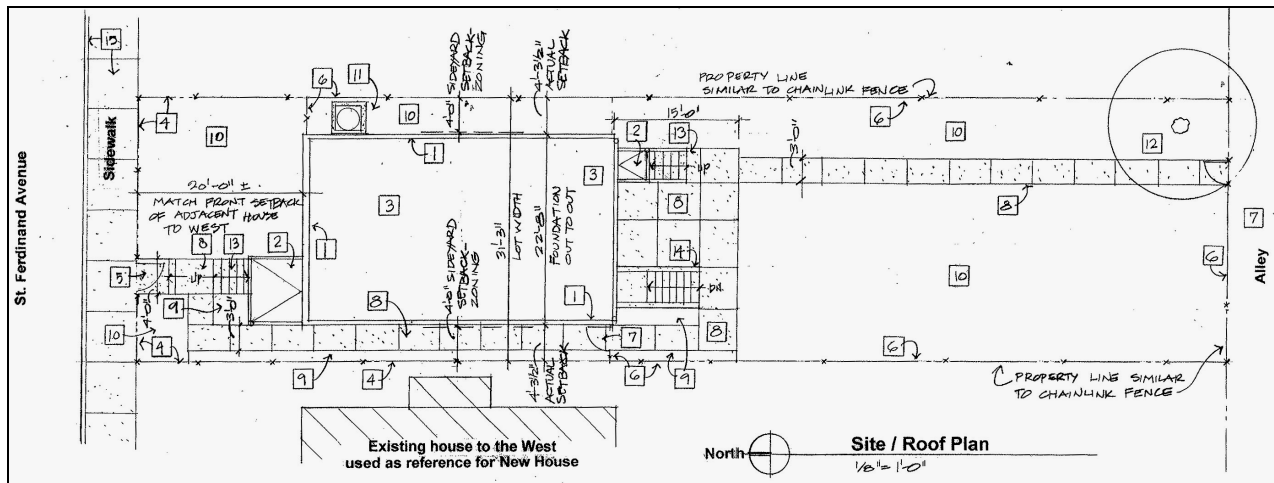 15
6
11
4'-0" SIDEYARD
SETBACK-
ZONING
4'-3½"
ACTUAL
SETBACK
PROPERTY LINE
SIMILAR TO CHAINLINK FENCE
4
10
10
6
10
12
Sidewalk
15'-0"
2
13
3'-0"
UP
1
3
3
8
8
7
St. Ferdinand Avenue
20'-0" ±
MATCH FRONT SETBACK
OF ADJACENT HOUSE
TO WEST
1
31'-3"
LOT WIDTH
22'-8"
FOUNDATION
OUT TO OUT
8
13
2
UP
5
4'-0" SIDEYARD
SETBACK-
ZONING
14
DN.
10
6
Alley
9
4'-0"
3'-0"
8
1
7
8
10
4
9
4
4'-3½"
ACTUAL
SETBACK
6
9
6
PROPERTY LINE SIMILAR
TO CHAINLINK FENCE
Existing house to the West
used as reference for New House
North
Site / Roof Plan
1/8" = 1'-0"